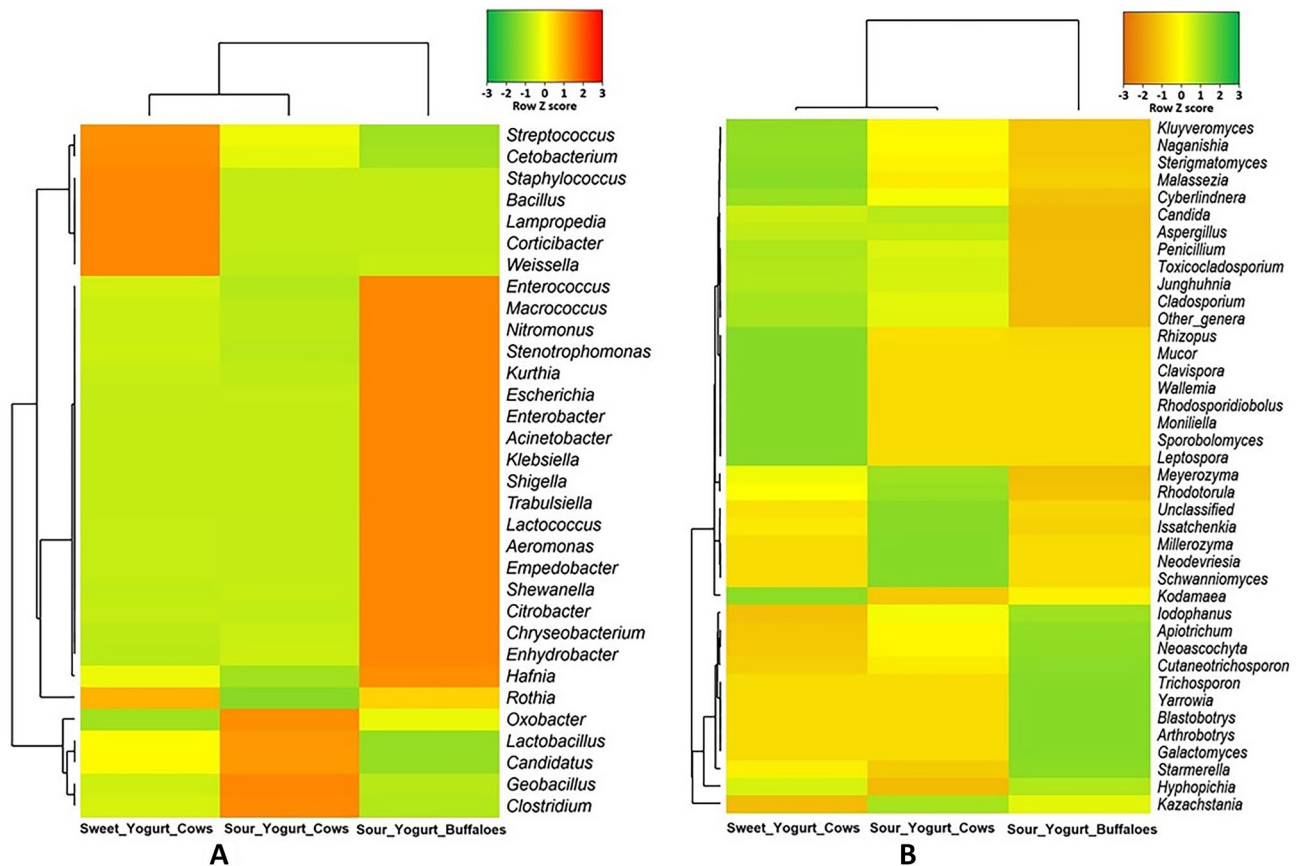 -3 -2 -1 0 1 2 3
Row Z score
Streptococcus
Cetobacterium
Staphylococcus
Bacillus
Lampropedia
Corticibacter
Weissella
Enterococcus
Macrococcus
Nitromonus
Stenotrophomonas
Kurthia
Escherichia
Enterobacter
Acinetobacter
Klebsiella
Shigella
Trabulsiella
Lactococcus
Aeromonas
Empedobacter
Shewanella
Citrobacter
Chryseobacterium
Enhydrobacter
Hafnia
Rothia
Oxobacter
Lactobacillus
Candidatus
Geobacillus
Clostridium
Sweet_Yogurt_Cows Sour_Yogurt_Cows Sour_Yogurt_Buffaloes
A
-3 -2 -1 0 1 2 3
Row Z score
Kluyveromyces
Naganishia
Sterigmatomyces
Malassezia
Cyberlindnera
Candida
Aspergillus
Penicillium
Toxicocladosporium
Junghuhnia
Cladosporium
Other_genera
Rhizopus
Mucor
Clavispora
Wallemia
Rhodosporidiobolus
Moniliella
Sporobolomyces
Leptospora
Meyerozyma
Rhodotorula
Unclassified
Issatchenkia
Millerozyma
Neodevriesia
Schwanniomyces
Kodamaea
Iodophanus
Apiotrichum
Neoascochyta
Cutaneotrichosporon
Trichosporon
Yarrowia
Blastobotrys
Arthrobotrys
Galactomyces
Starmerella
Hyphopichia
Kazachstania
Sweet_Yogurt_Cows Sour_Yogurt_Cows Sour_Yogurt_Buffaloes
B